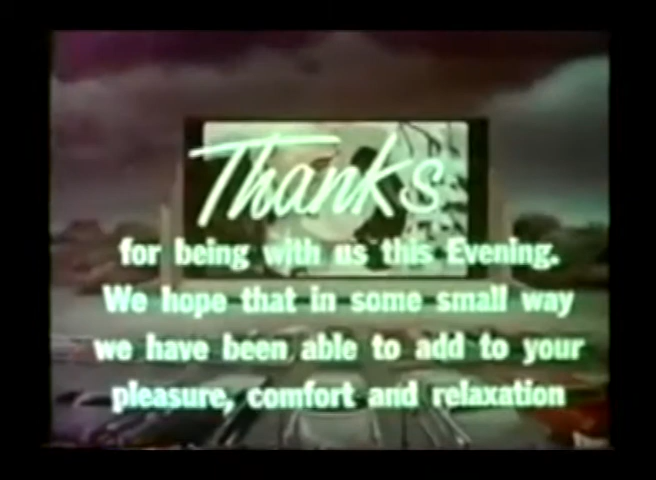 Thanks
for being with us this Evening.
We hope that in some small way
we have been able to add to your
pleasure, comfort and relaxation